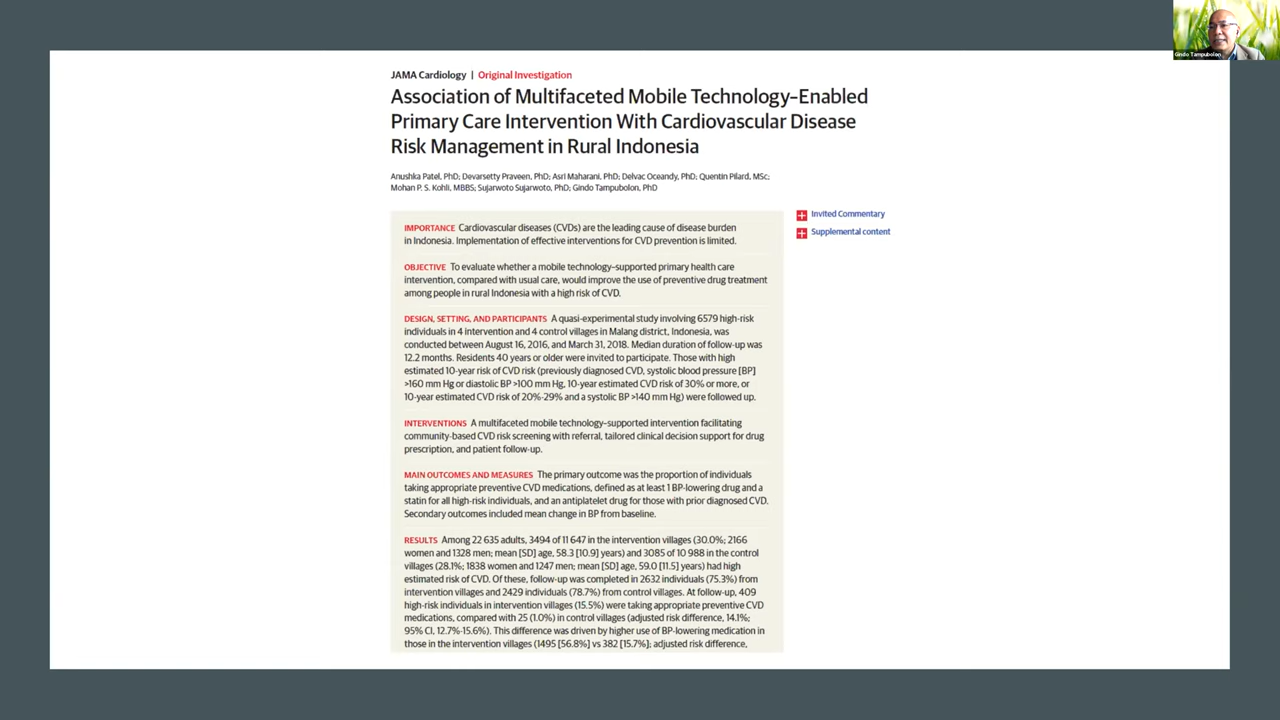 JAMA Cardiology | Original Investigation
Association of Multifaceted Mobile Technology–Enabled
Primary Care Intervention With Cardiovascular Disease
Risk Management in Rural Indonesia
Anushka Patel, PhD; Devarsetty Praveen, PhD; Asri Maharani, PhD; Delvac Oceandy, PhD; Quentin Pilard, MSc;
Mohan P. S. Kohli, MBBS; Sujarwoto Sujarwoto, PhD; Gindo Tampubolon, PhD
Invited Commentary
Supplemental content
IMPORTANCE Cardiovascular diseases (CVDs) are the leading cause of disease burden
in Indonesia. Implementation of effective interventions for CVD prevention is limited.
OBJECTIVE To evaluate whether a mobile technology–supported primary health care
intervention, compared with usual care, would improve the use of preventive drug treatment
among people in rural Indonesia with a high risk of CVD.
DESIGN, SETTING, AND PARTICIPANTS A quasi-experimental study involving 6579 high-risk
individuals in 4 intervention and 4 control villages in Malang district, Indonesia, was
conducted between August 16, 2016, and March 31, 2018. Median duration of follow-up was
12.2 months. Residents 40 years or older were invited to participate. Those with high
estimated 10-year risk of CVD risk (previously diagnosed CVD, systolic blood pressure [BP]
>160 mm Hg or diastolic BP >100 mm Hg, 10-year estimated CVD risk of 30% or more, or
10-year estimated CVD risk of 20%-29% and a systolic BP >140 mm Hg) were followed up.
INTERVENTIONS A multifaceted mobile technology–supported intervention facilitating
community-based CVD risk screening with referral, tailored clinical decision support for drug
prescription, and patient follow-up.
MAIN OUTCOMES AND MEASURES The primary outcome was the proportion of individuals
taking appropriate preventive CVD medications, defined as at least 1 BP-lowering drug and a
statin for all high-risk individuals, and an antiplatelet drug for those with prior diagnosed CVD.
Secondary outcomes included mean change in BP from baseline.
RESULTS Among 22 635 adults, 3494 of 11 647 in the intervention villages (30.0%; 2166
women and 1328 men; mean [SD] age, 58.3 [10.9] years) and 3085 of 10 988 in the control
villages (28.1%; 1838 women and 1247 men; mean [SD] age, 59.0 [11.5] years) had high
estimated risk of CVD. Of these, follow-up was completed in 2632 individuals (75.3%) from
intervention villages and 2429 individuals (78.7%) from control villages. At follow-up, 409
high-risk individuals in intervention villages (15.5%) were taking appropriate preventive CVD
medications, compared with 25 (1.0%) in control villages (adjusted risk difference, 14.1%;
95% CI, 12.7%-15.6%). This difference was driven by higher use of BP-lowering medication in
those in the intervention villages (1495 [56.8%] vs 382 [15.7%]; adjusted risk difference,
Gindo Tampubolon